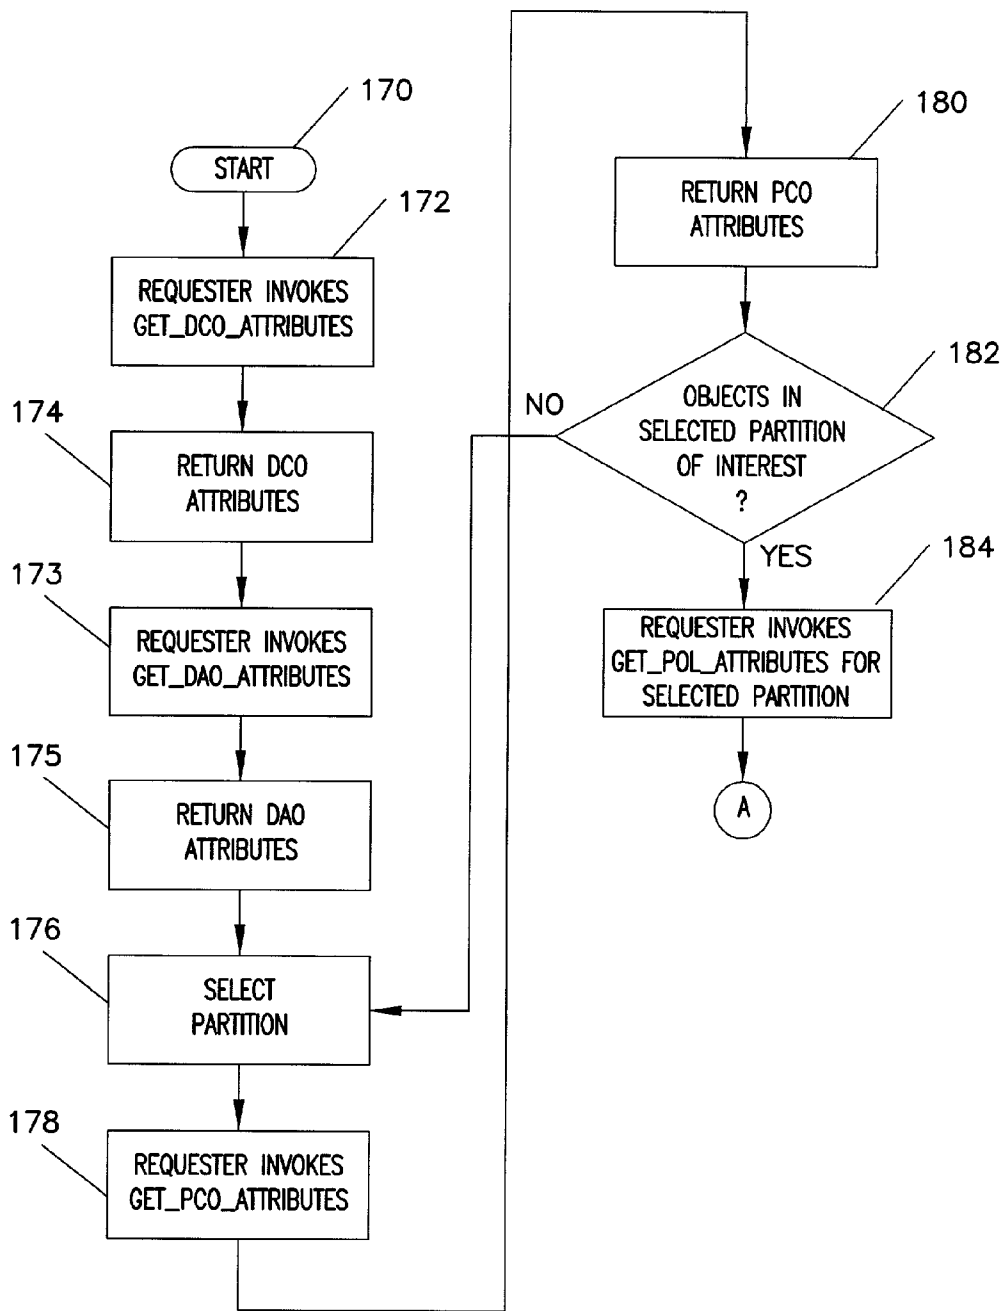 170
START
172
REQUESTER INVOKES
GET_DCO_ATTRIBUTES
174
RETURN DCO
ATTRIBUTES
173
REQUESTER INVOKES
GET_DAO_ATTRIBUTES
175
RETURN DAO
ATTRIBUTES
176
SELECT
PARTITION
178
REQUESTER INVOKES
GET_PCO_ATTRIBUTES
180
RETURN PCO
ATTRIBUTES
182
OBJECTS IN
SELECTED PARTITION
OF INTEREST
?
NO
YES
184
REQUESTER INVOKES
GET_POL_ATTRIBUTES FOR
SELECTED PARTITION
A